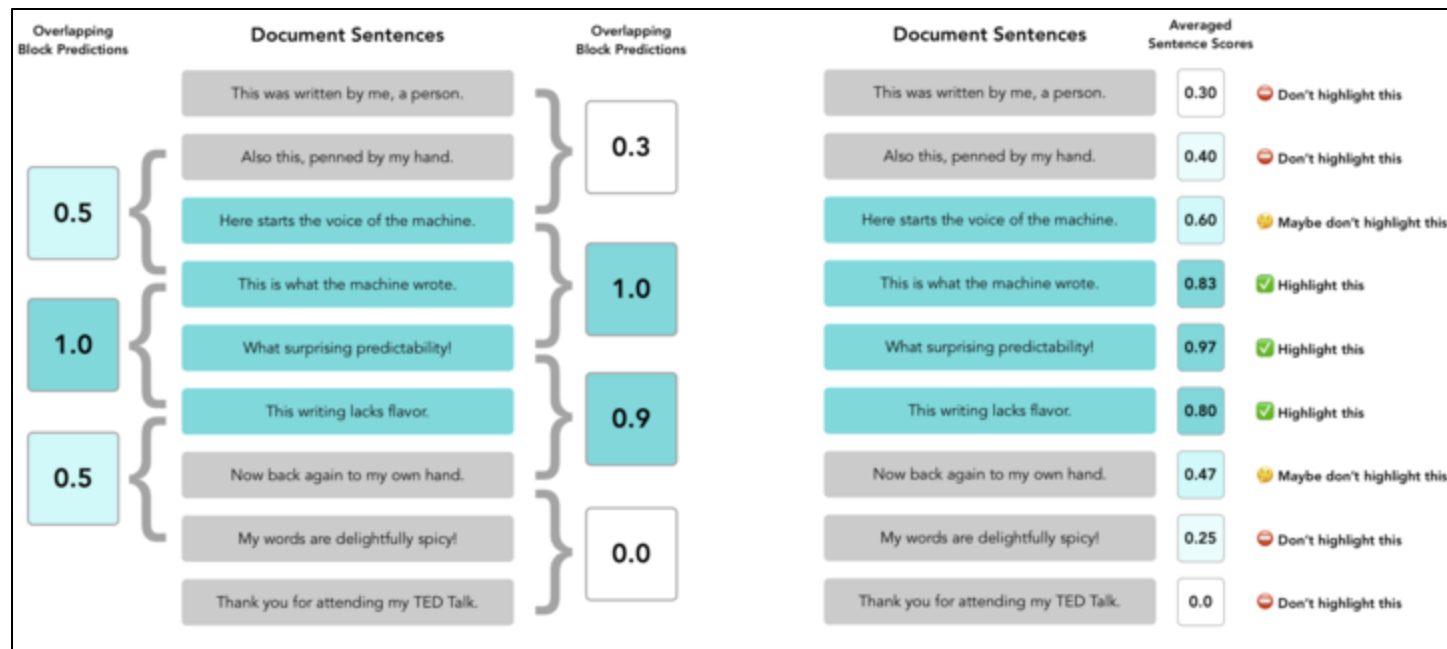 Overlapping
Block Predictions
Document Sentences
Overlapping
Block Predictions
This was written by me, a person.
Also this, penned by my hand.
Here starts the voice of the machine.
This is what the machine wrote.
What surprising predictability!
This writing lacks flavor.
Now back again to my own hand.
My words are delightfully spicy!
Thank you for attending my TED Talk.
0.5
1.0
0.5
0.3
1.0
0.9
0.0
Document Sentences
Averaged
Sentence Scores
This was written by me, a person. 0.30 Don't highlight this
Also this, penned by my hand. 0.40 Don't highlight this
Here starts the voice of the machine. 0.60 Maybe don't highlight this
This is what the machine wrote. 0.83 Highlight this
What surprising predictability! 0.97 Highlight this
This writing lacks flavor. 0.80 Highlight this
Now back again to my own hand. 0.47 Maybe don't highlight this
My words are delightfully spicy! 0.25 Don't highlight this
Thank you for attending my TED Talk. 0.0 Don't highlight this